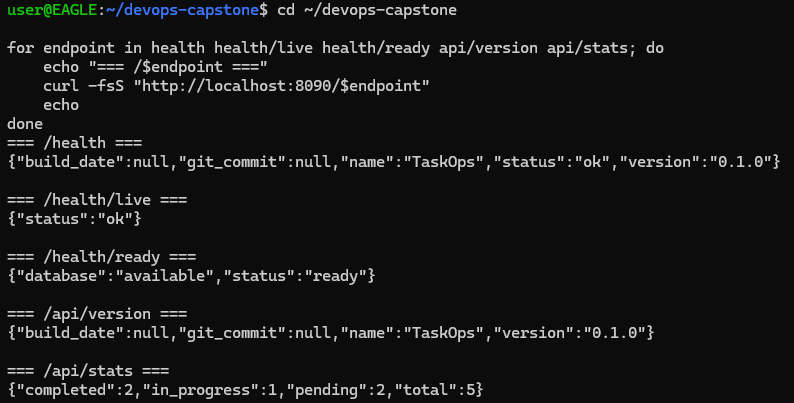 user@EAGLE:~/devops-capstone$ cd ~/devops-capstone

for endpoint in health health/live health/ready api/version api/stats; do
    echo "=== /$endpoint ==="
    curl -fsS "http://localhost:8090/$endpoint"
    echo
done
=== /health ===
{"build_date":null,"git_commit":null,"name":"TaskOps","status":"ok","version":"0.1.0"}

=== /health/live ===
{"status":"ok"}

=== /health/ready ===
{"database":"available","status":"ready"}

=== /api/version ===
{"build_date":null,"git_commit":null,"name":"TaskOps","version":"0.1.0"}

=== /api/stats ===
{"completed":2,"in_progress":1,"pending":2,"total":5}